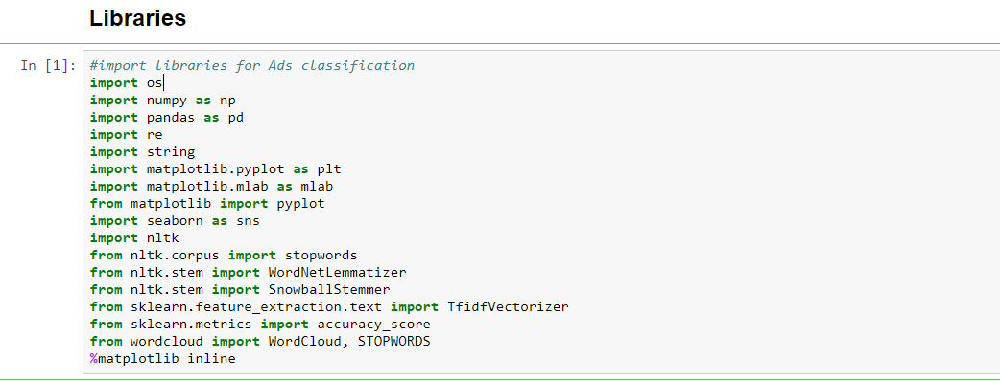 Libraries
In [1]:
#import libraries for Ads classification
import os
import numpy as np
import pandas as pd
import re
import string
import matplotlib.pyplot as plt
import matplotlib.mlab as mlab
from matplotlib import pyplot
import seaborn as sns
import nltk
from nltk.corpus import stopwords
from nltk.stem import WordNetLemmatizer
from nltk.stem import SnowballStemmer
from sklearn.feature_extraction.text import TfidfVectorizer
from sklearn.metrics import accuracy_score
from wordcloud import WordCloud, STOPWORDS
%matplotlib inline